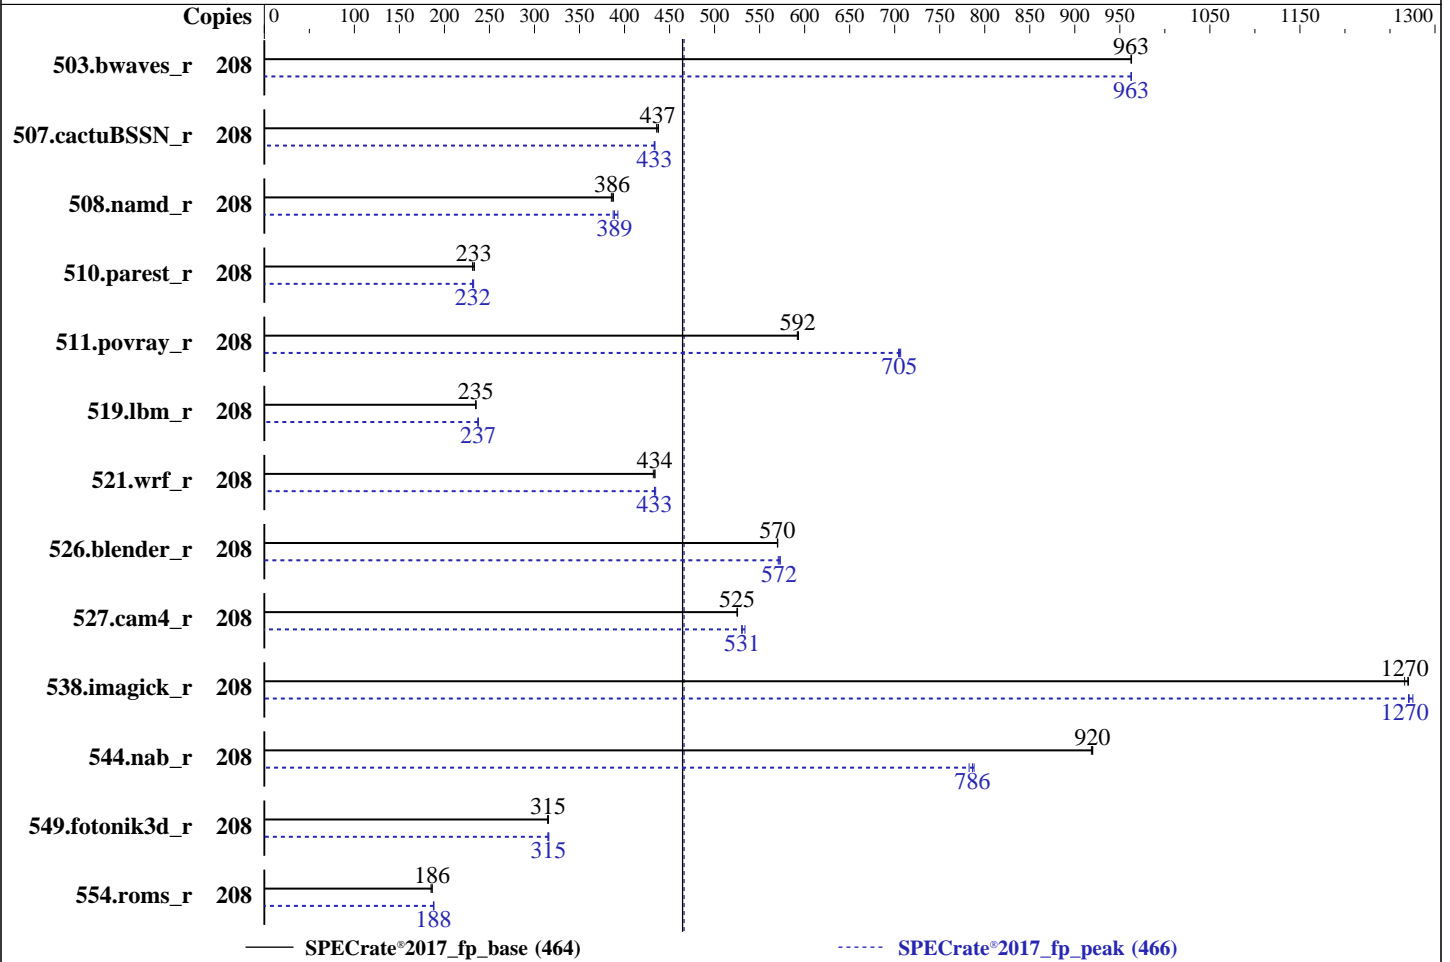 Copies 0 100 150 200 250 300 350 400 450 500 550 600 650 700 750 800 850 900 950 1050 1150 1300
963
503.bwaves_r 208
963
437
507.cactuBSSN_r 208
433
386
508.namd_r 208
389
233
510.parest_r 208
232
592
511.povray_r 208
705
235
519.lbm_r 208
237
434
521.wrf_r 208
433
570
526.blender_r 208
572
525
527.cam4_r 208
531
1270
538.imagick_r 208
1270
920
544.nab_r 208
786
315
549.fotonik3d_r 208
315
186
554.roms_r 208
188
SPECrate®2017_fp_base (464) SPECrate®2017_fp_peak (466)